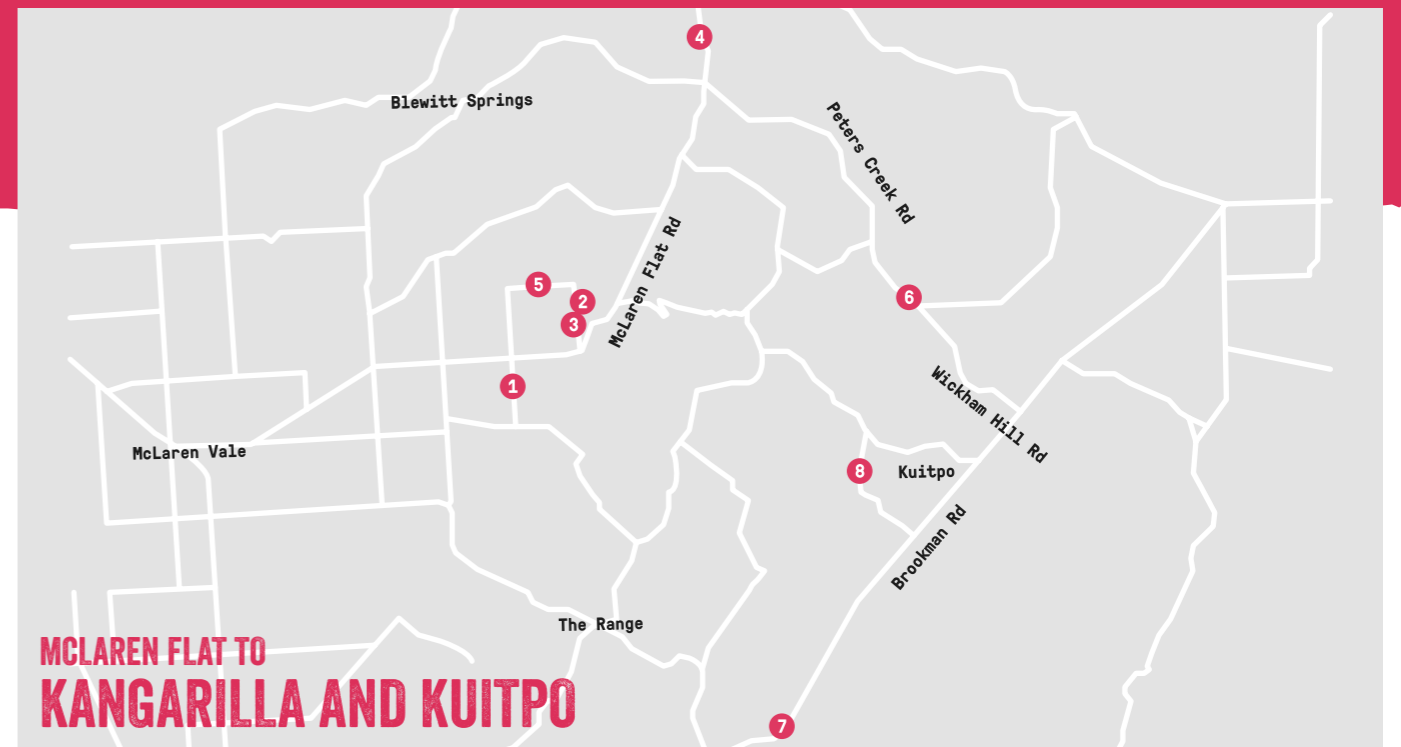 4
Blewitt Springs
Peters Creek Rd
McLaren Flat Rd
5
2
6
3
1
Wickham Hill Rd
McLaren Vale
8
Kuitpo
Brookman Rd
The Range
MCLAREN FLAT TO
KANGARILLA AND KUITPO
7